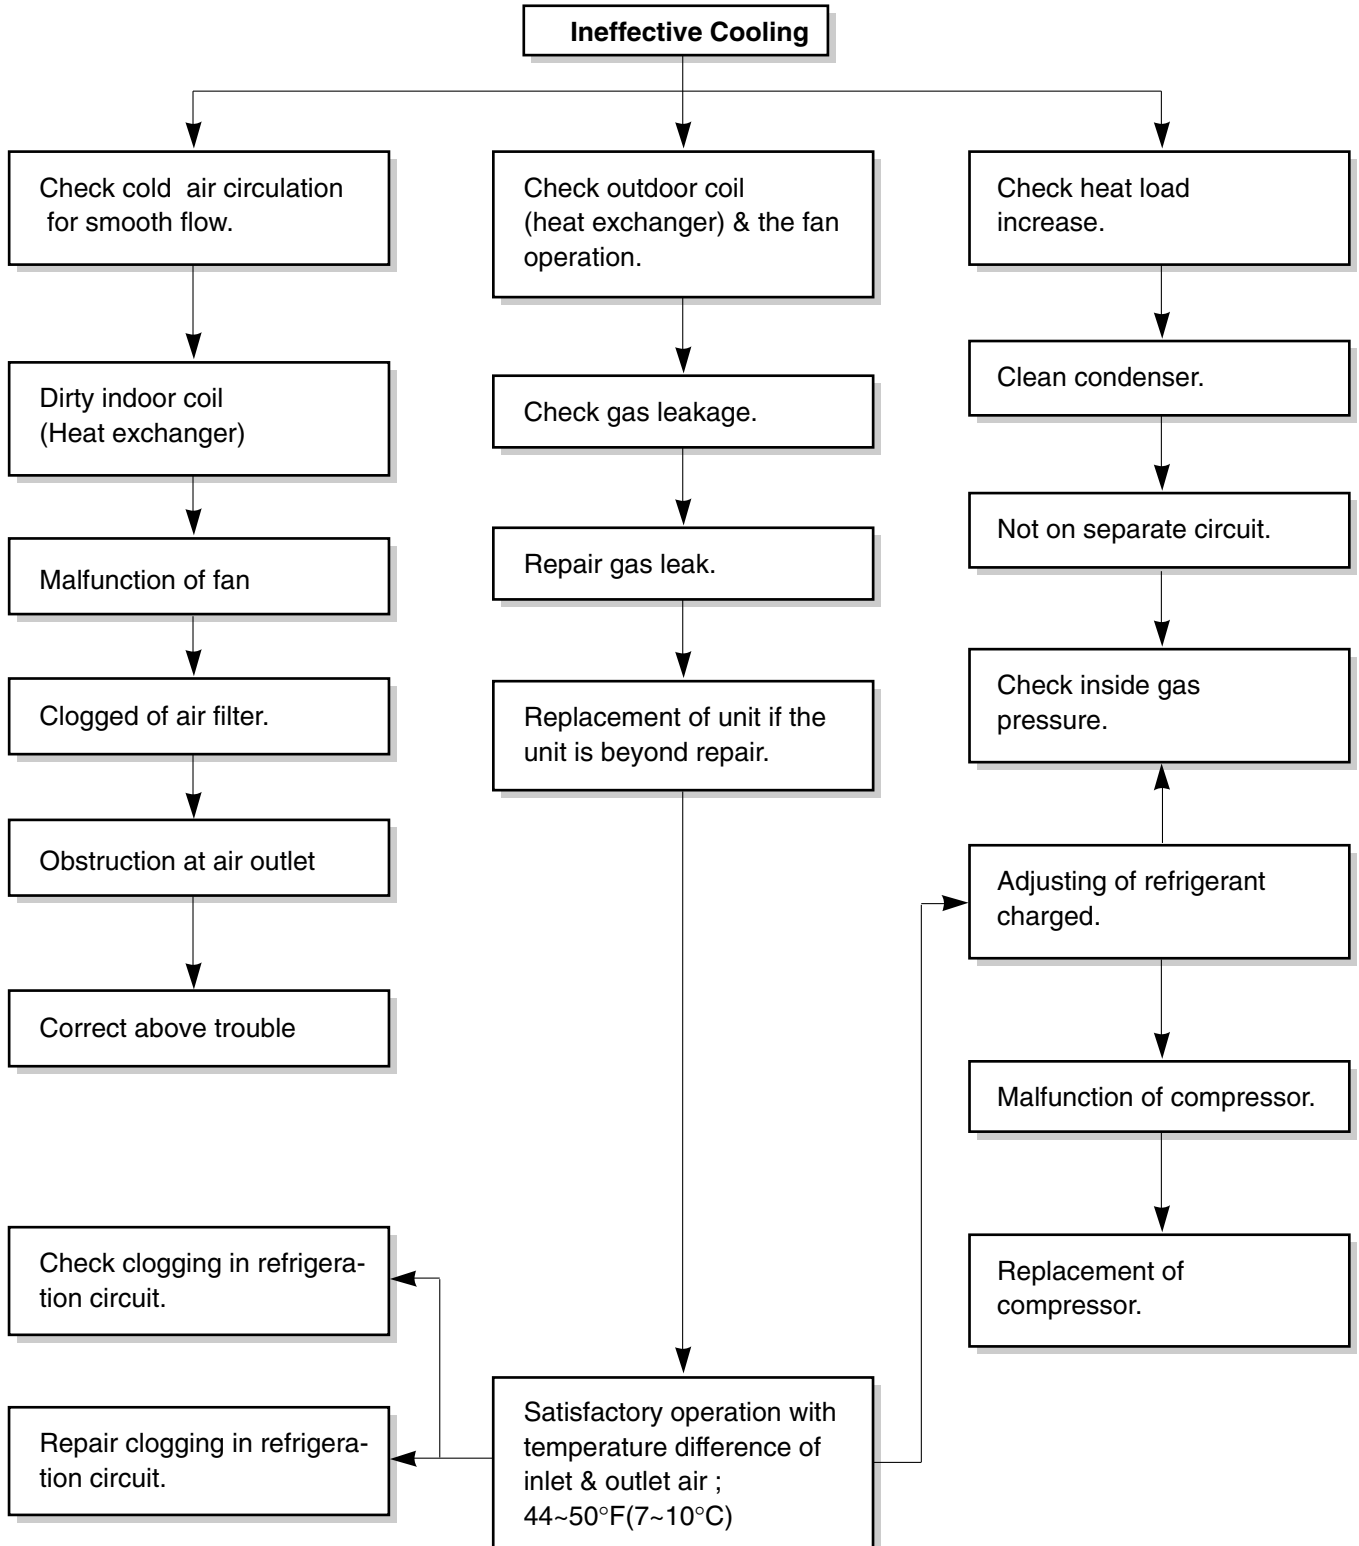 Ineffective Cooling
Check cold air circulation
for smooth flow.
Dirty indoor coil
(Heat exchanger)
Malfunction of fan
Clogged of air filter.
Obstruction at air outlet
Correct above trouble
Check clogging in refrigera-
tion circuit.
Repair clogging in refrigera-
tion circuit.
Check outdoor coil
(heat exchanger) & the fan
operation.
Check gas leakage.
Repair gas leak.
Replacement of unit if the
unit is beyond repair.
Satisfactory operation with
temperature difference of
inlet & outlet air ;
44~50°F(7~10°C)
Check heat load
increase.
Clean condenser.
Not on separate circuit.
Check inside gas
pressure.
Adjusting of refrigerant
charged.
Malfunction of compressor.
Replacement of
compressor.